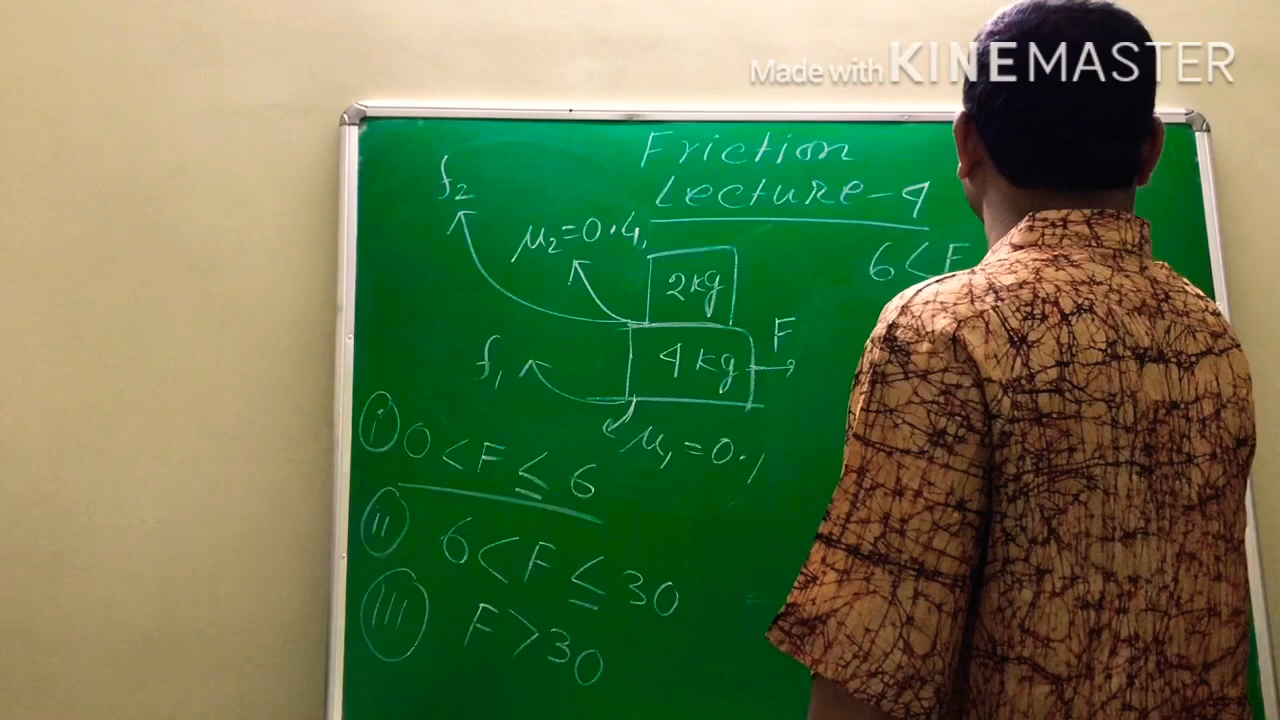 Made with KINEMASTER
Friction
Lecture-4
f2
μ2=0.4
6<F
2kg
F
4kg
f1
μ1=0.1
(i) 0<F≤6
(ii) 6<F≤30
(iii) F>30